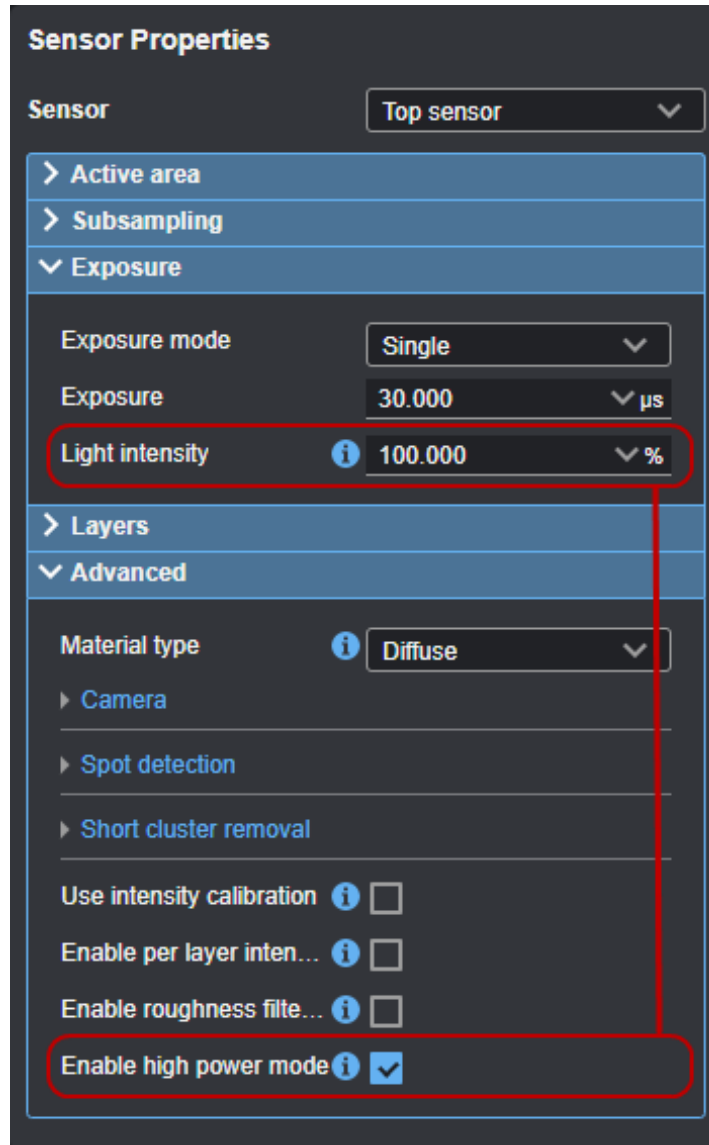 Sensor Properties
Sensor Top sensor
Active area
Subsampling
Exposure
Exposure mode Single
Exposure 30.000 µs
Light intensity 100.000 %
Layers
Advanced
Material type Diffuse
Camera
Spot detection
Short cluster removal
Use intensity calibration
Enable per layer inten...
Enable roughness filte...
Enable high power mode